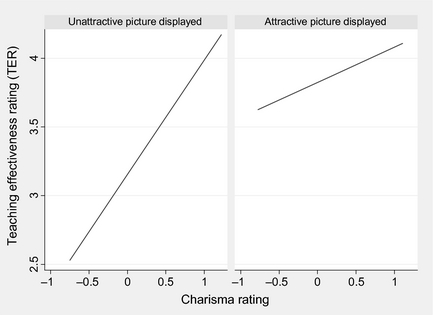 Unattractive picture displayed
Attractive picture displayed
Teaching effectiveness rating (TER)
4
3.5
3
2.5
−1 −0.5 0 0.5 1
−1 −0.5 0 0.5 1
Charisma rating